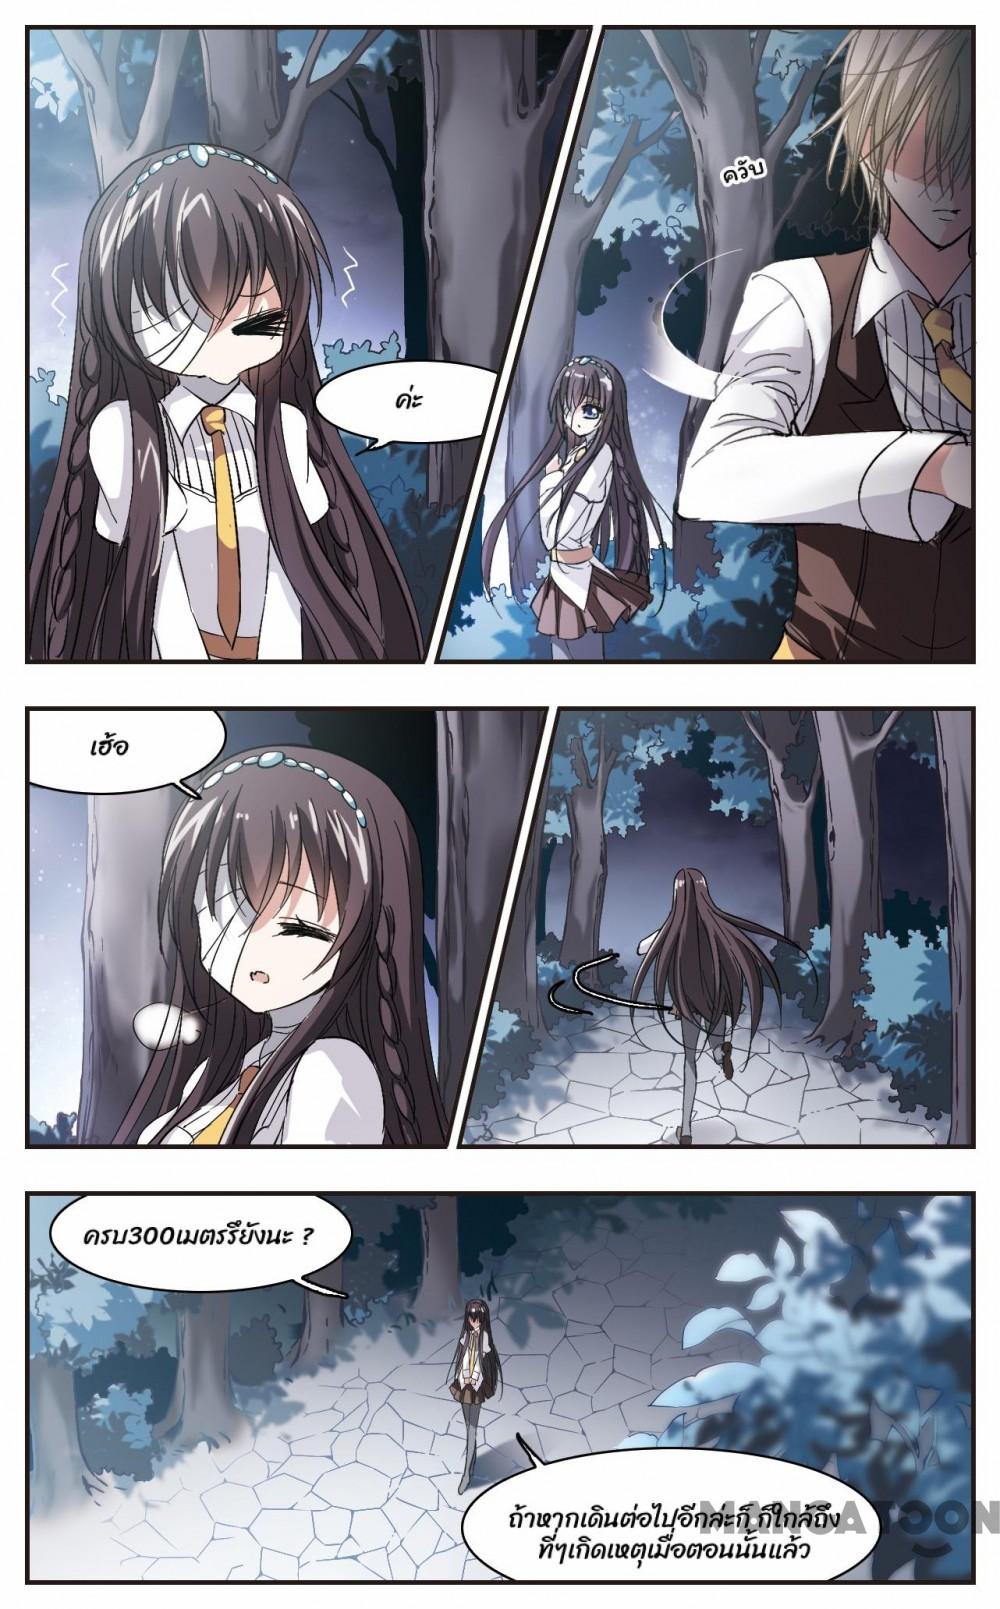 ค่ะ
ควับ
เฮ้อ
ครบ300เมตรรึยังนะ ?
ถ้าหากเดินต่อไปอีกล่ะก็ ก็ใกล้ถึง
ที่ๆเกิดเหตุเมื่อตอนนั้นแล้ว
MANGATOON